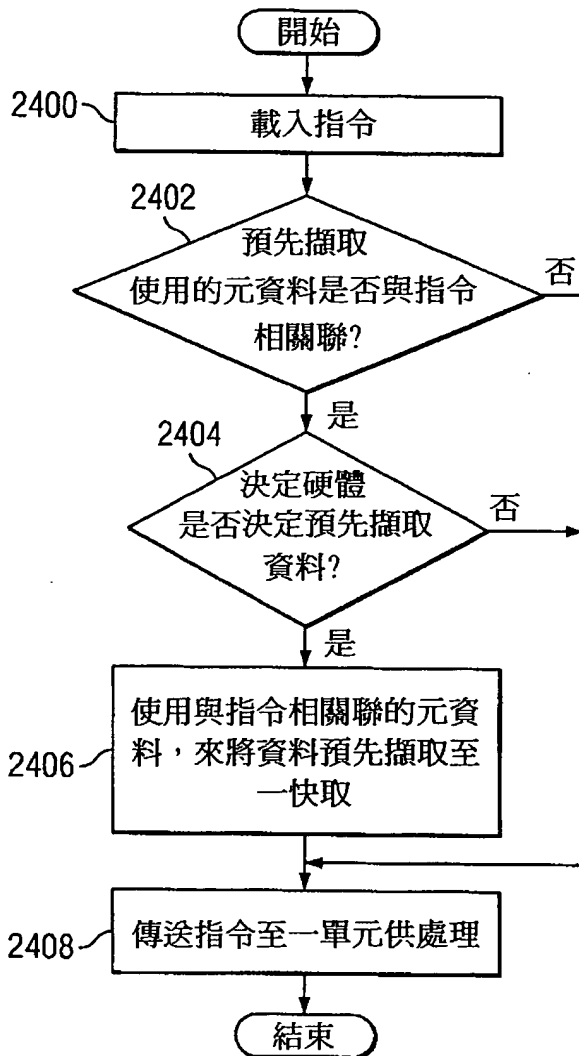 開始
2400
載入指令
2402
預先擷取
使用的元資料是否與指令
相關聯?
否
是
2404
決定硬體
是否決定預先擷取
資料?
否
是
2406
使用與指令相關聯的元資
料，來將資料預先擷取至
一快取
2408
傳送指令至一單元供處理
結束